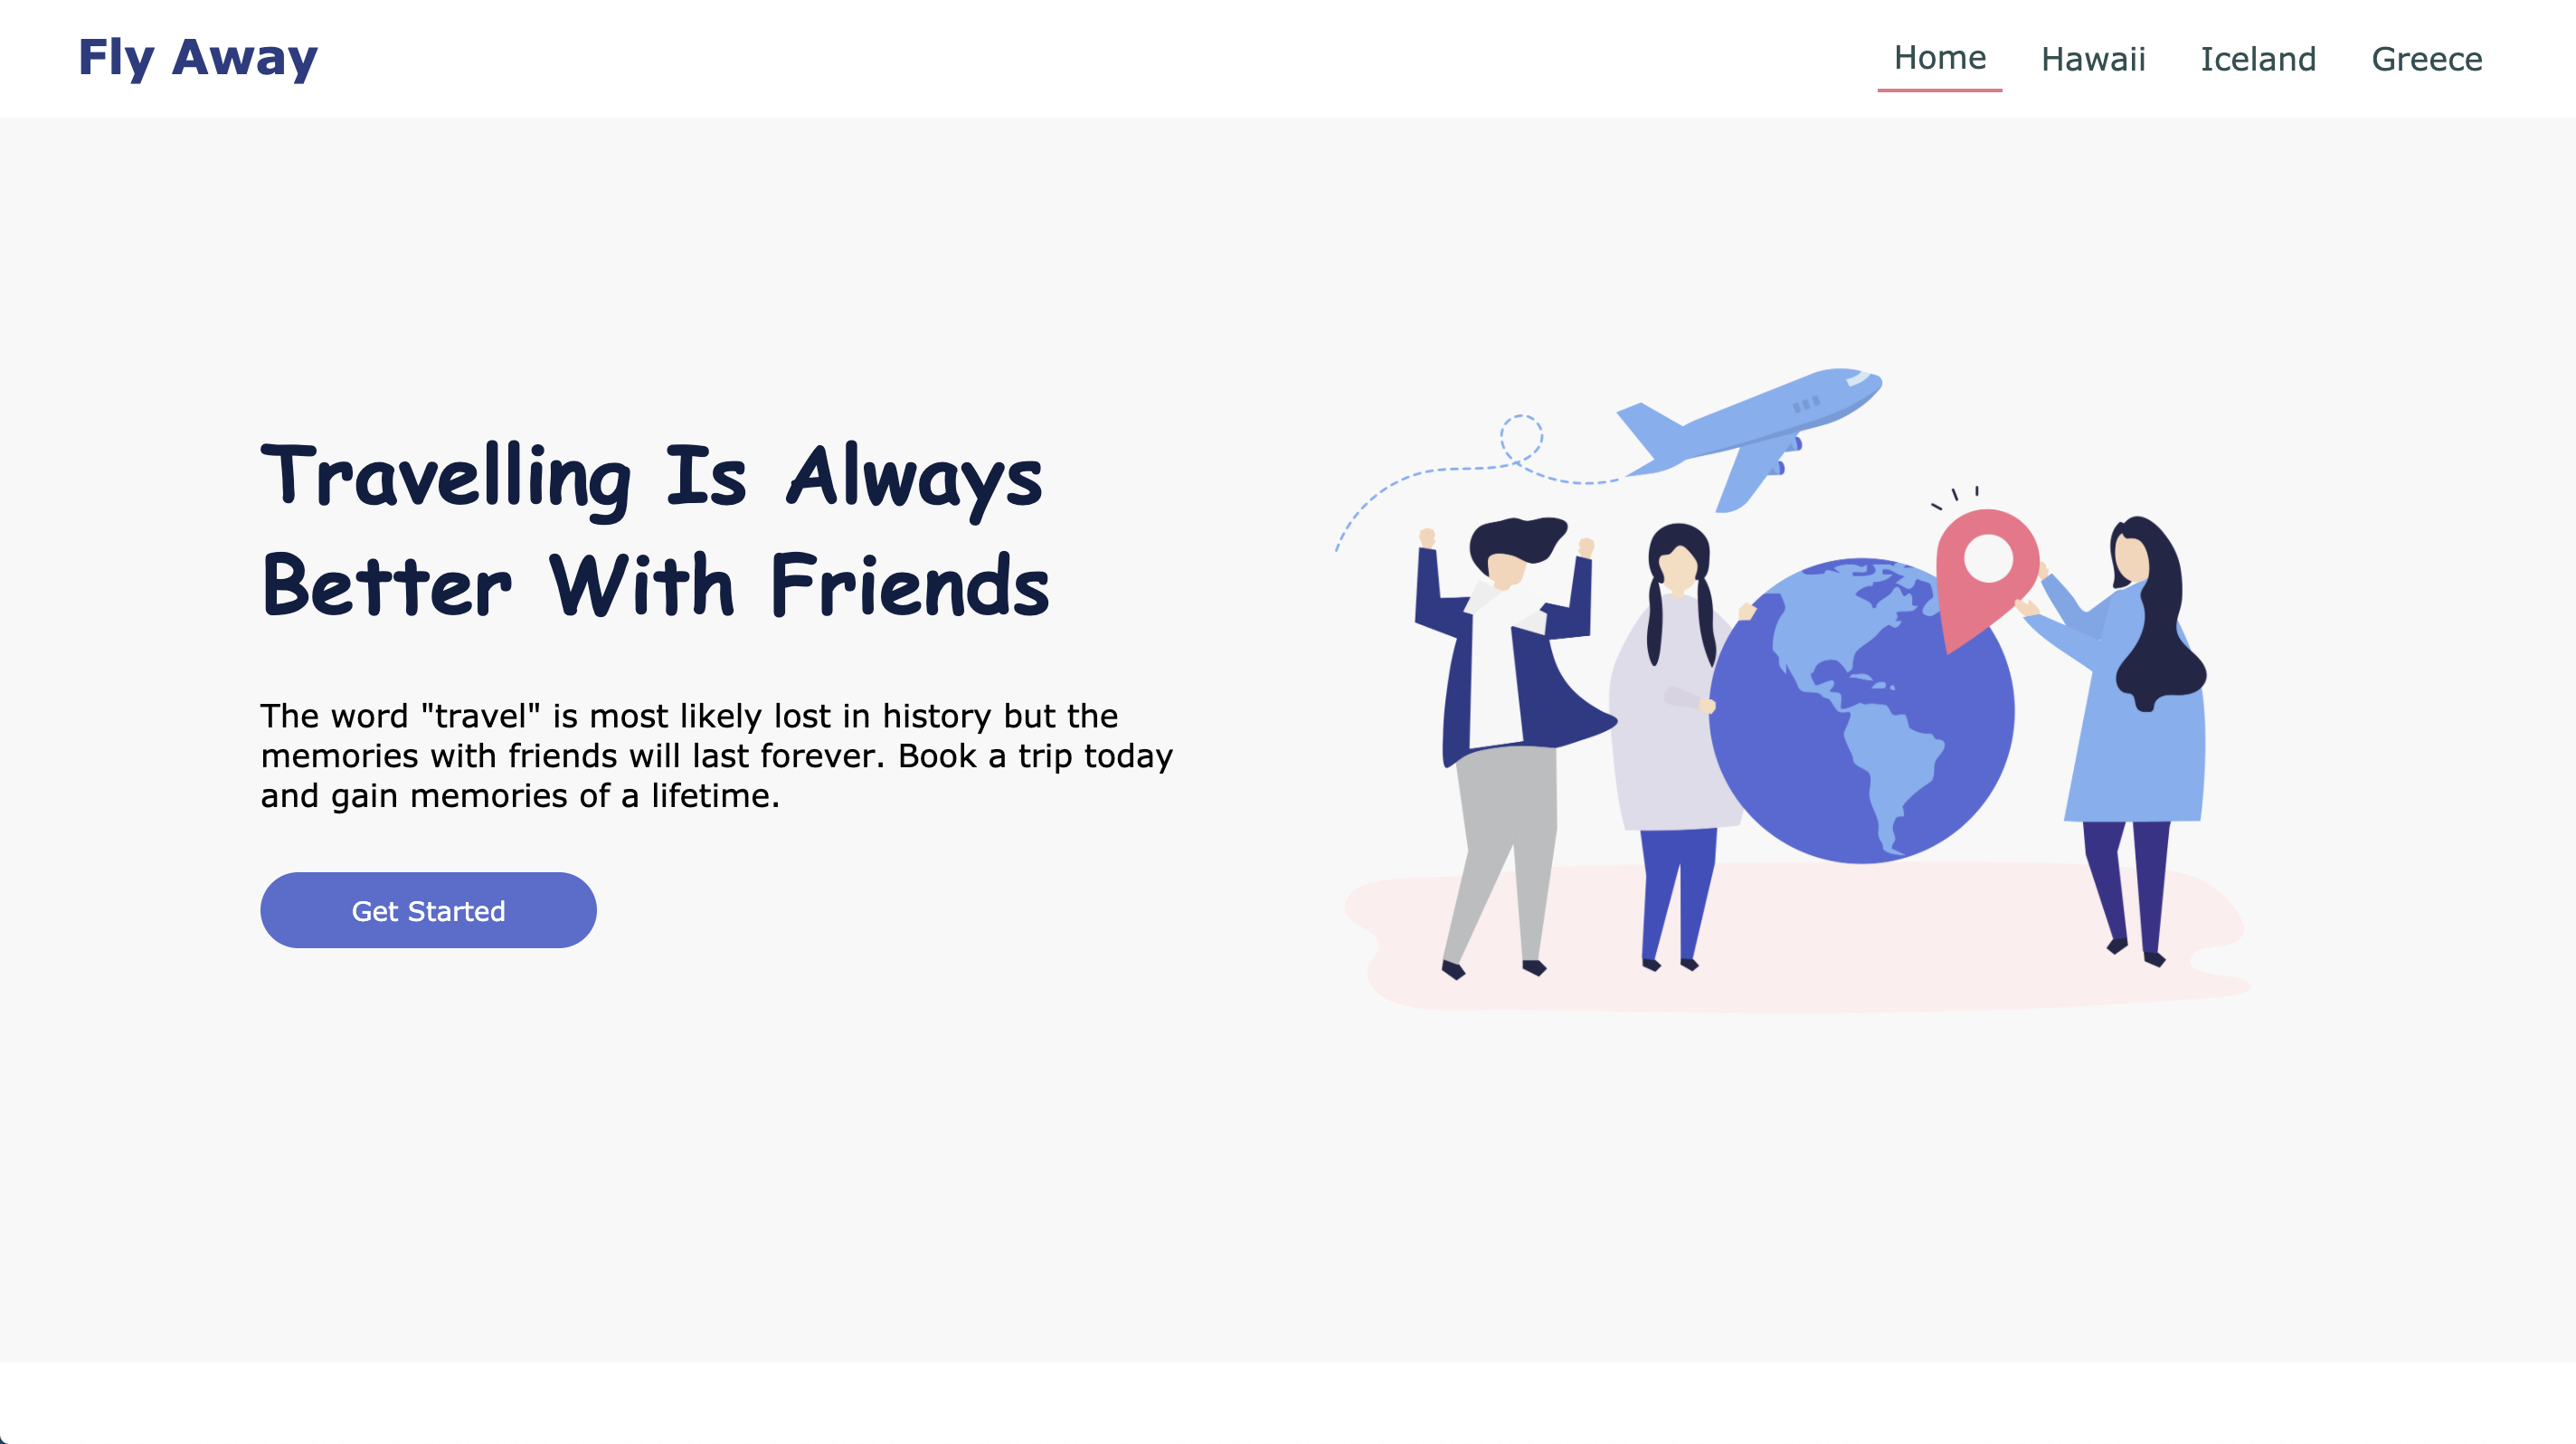 Fly Away
Home Hawaii Iceland Greece
Travelling Is Always
Better With Friends
The word "travel" is most likely lost in history but the
memories with friends will last forever. Book a trip today
and gain memories of a lifetime.
Get Started